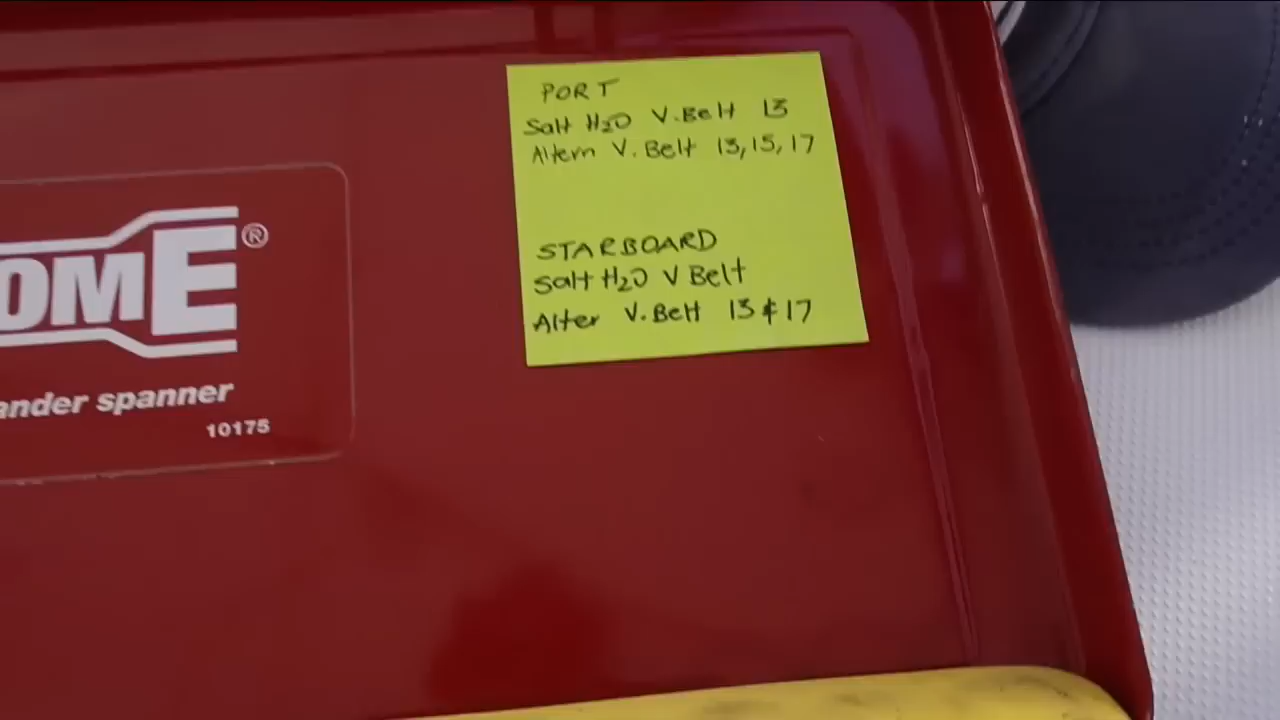 PORT
Salt H2O V.Belt 13
Altern V. Belt 13, 15, 17
STARBOARD
Salt H2O V Belt
Alter V. Belt 13 & 17
OME®
ander spanner
10175